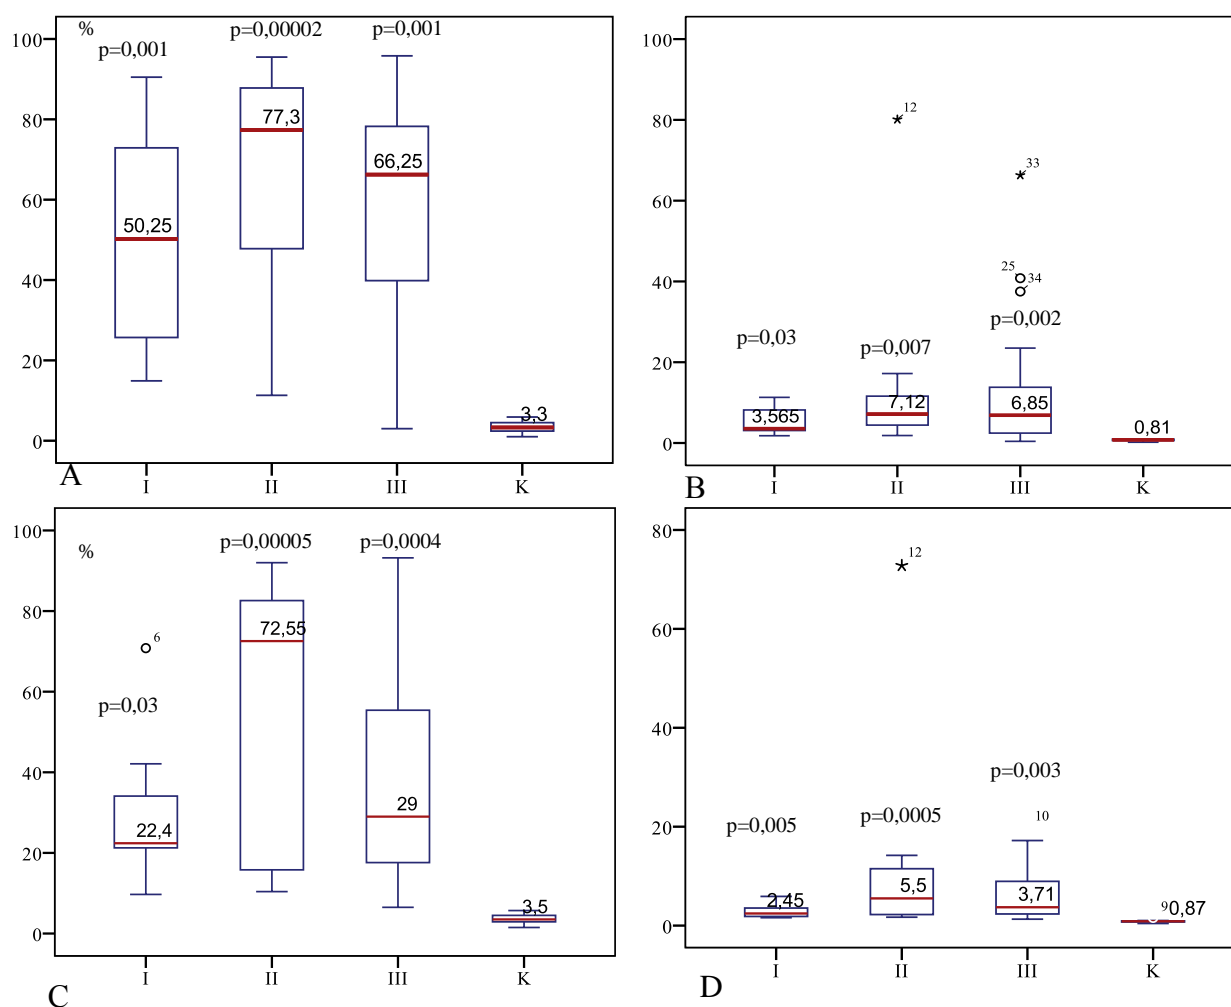 %
p=0,001
p=0,00002
p=0,001
100
80
60
40
20
0
50,25
77,3
66,25
3,3
I
II
III
K
A
100
80
60
40
20
0
12
33
25
34
p=0,03
p=0,007
p=0,002
3,565
7,12
6,85
0,81
I
II
III
K
B
%
p=0,00005
p=0,0004
100
80
60
40
20
0
6
p=0,03
22,4
72,55
29
3,5
I
II
III
K
C
80
60
40
20
0
12
p=0,005
p=0,0005
p=0,003
10
2,45
5,5
3,71
9
0,87
I
II
III
K
D